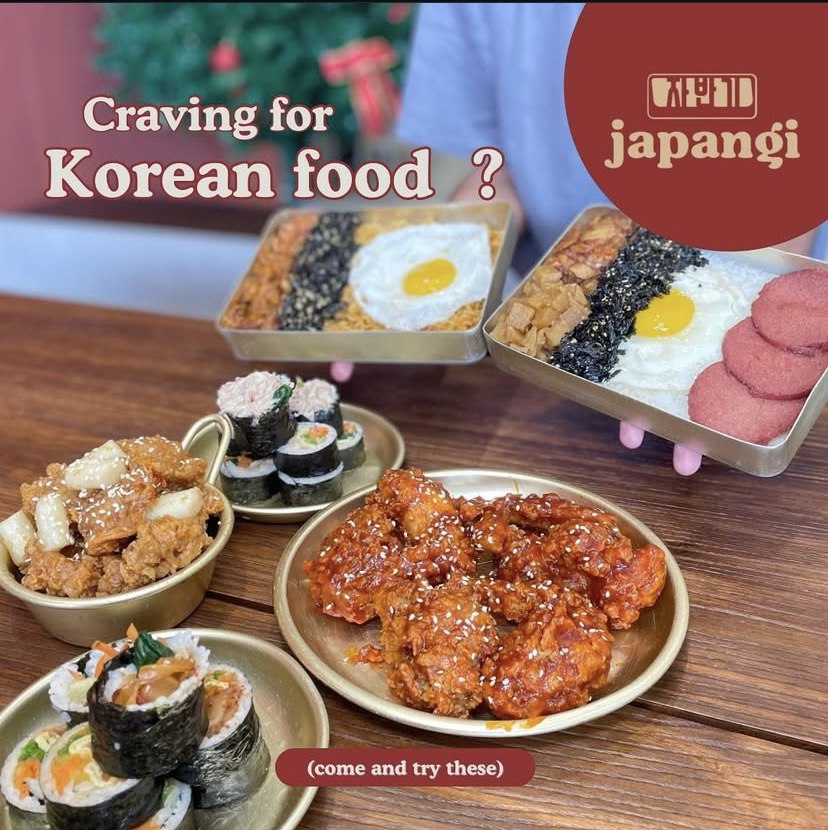 Craving for
Korean food ?
자판기
japangi
(come and try these)